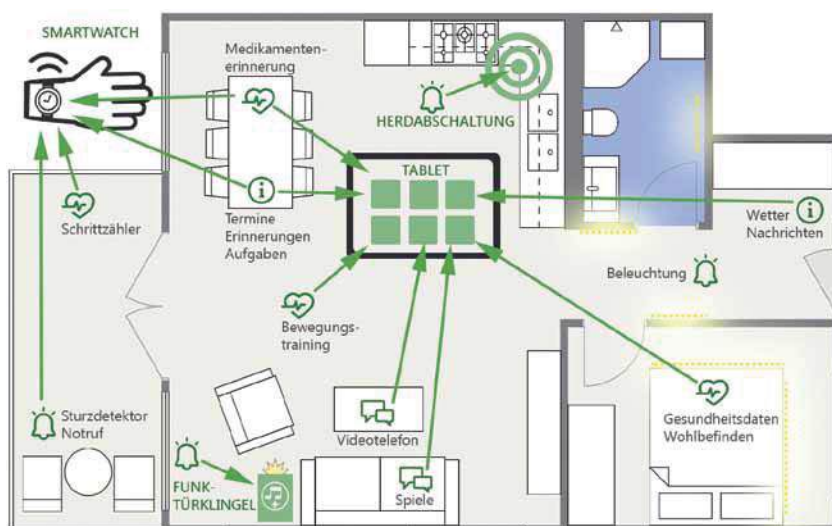 SMARTWATCH
Medikamenten-
erinnerung
HERDABSCHALTUNG
TABLET
Schrittzähler
Termine
Erinnerungen
Aufgaben
Wetter
Nachrichten
Beleuchtung
Bewegungs-
training
Sturzdetektor
Notruf
Videotelefon
Gesundheitsdaten
Wohlbefinden
FUNK-
TÜRKLINGEL
Spiele